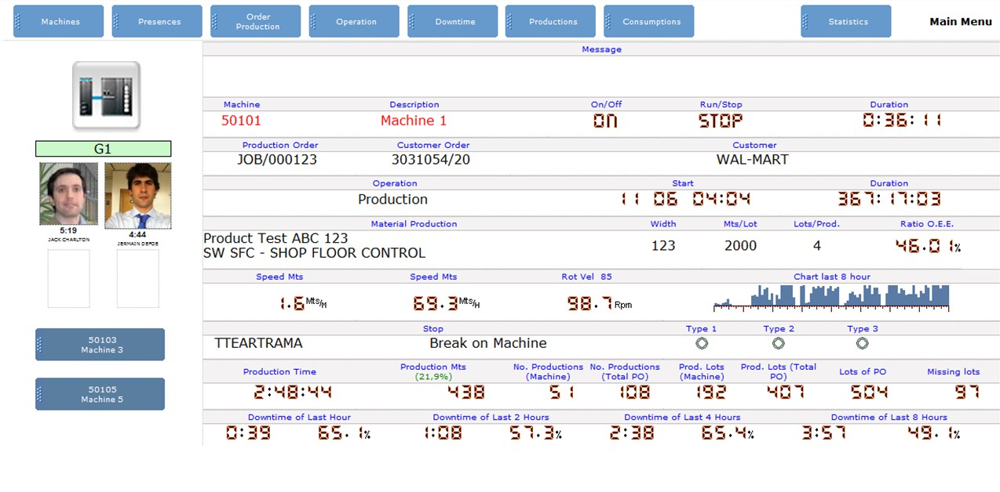 Machines
Presences
Order
Production
Operation
Downtime
Productions
Consumptions
Statistics
Main Menu
Message
Machine Description On/Off Run/Stop Duration
50101 Machine 1 ON STOP 0:36:11
G1
Production Order Customer Order Customer
JOB/000123 3031054/20 WAL-MART
Operation Start Duration
Production 11 06 04:04 367:17:03
5:19 4:44
JACK CHARLTON JERMAIN DEFOE
Material Production Width Mts/Lot Lots/Prod. Ratio O.E.E.
Product Test ABC 123
SW SFC - SHOP FLOOR CONTROL
123 2000 4 46.01%
Speed Mts Speed Mts Rot Vel 85 Chart last 8 hour
1.6 Mts/M 69.3 Mts/H 98.7 Rpm
Stop Type 1 Type 2 Type 3
TTEARTRAMA Break on Machine
50103
Machine 3
Production Time
Production Mts
(21,9%)
No. Productions
(Machine)
No. Productions
(Total PO)
Prod. Lots
(Machine)
Prod. Lots (Total
PO)
Lots of PO
Missing lots
2:48:44 438 51 108 192 407 504 97
50105
Machine 5
Downtime of Last Hour Downtime of Last 2 Hours Downtime of Last 4 Hours Downtime of Last 8 Hours
0:39 65.1% 1:08 57.3% 2:38 65.4% 3:57 49.1%